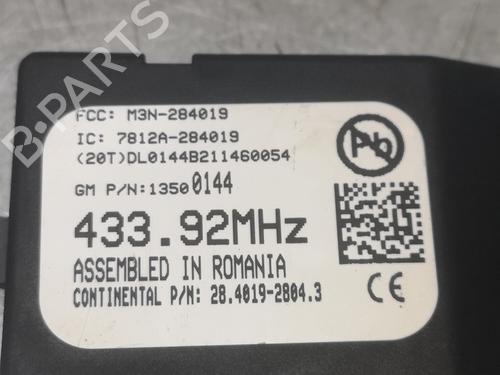 FCC: M3N-284019
IC: 7812A-284019
(20T)DL0144B211460054
GM P/N:13500144
Pb
433.92MHz
ASSEMBLED IN ROMANIA
CONTINENTAL P/N: 28.4019-2804.3
CE
B-PARTS